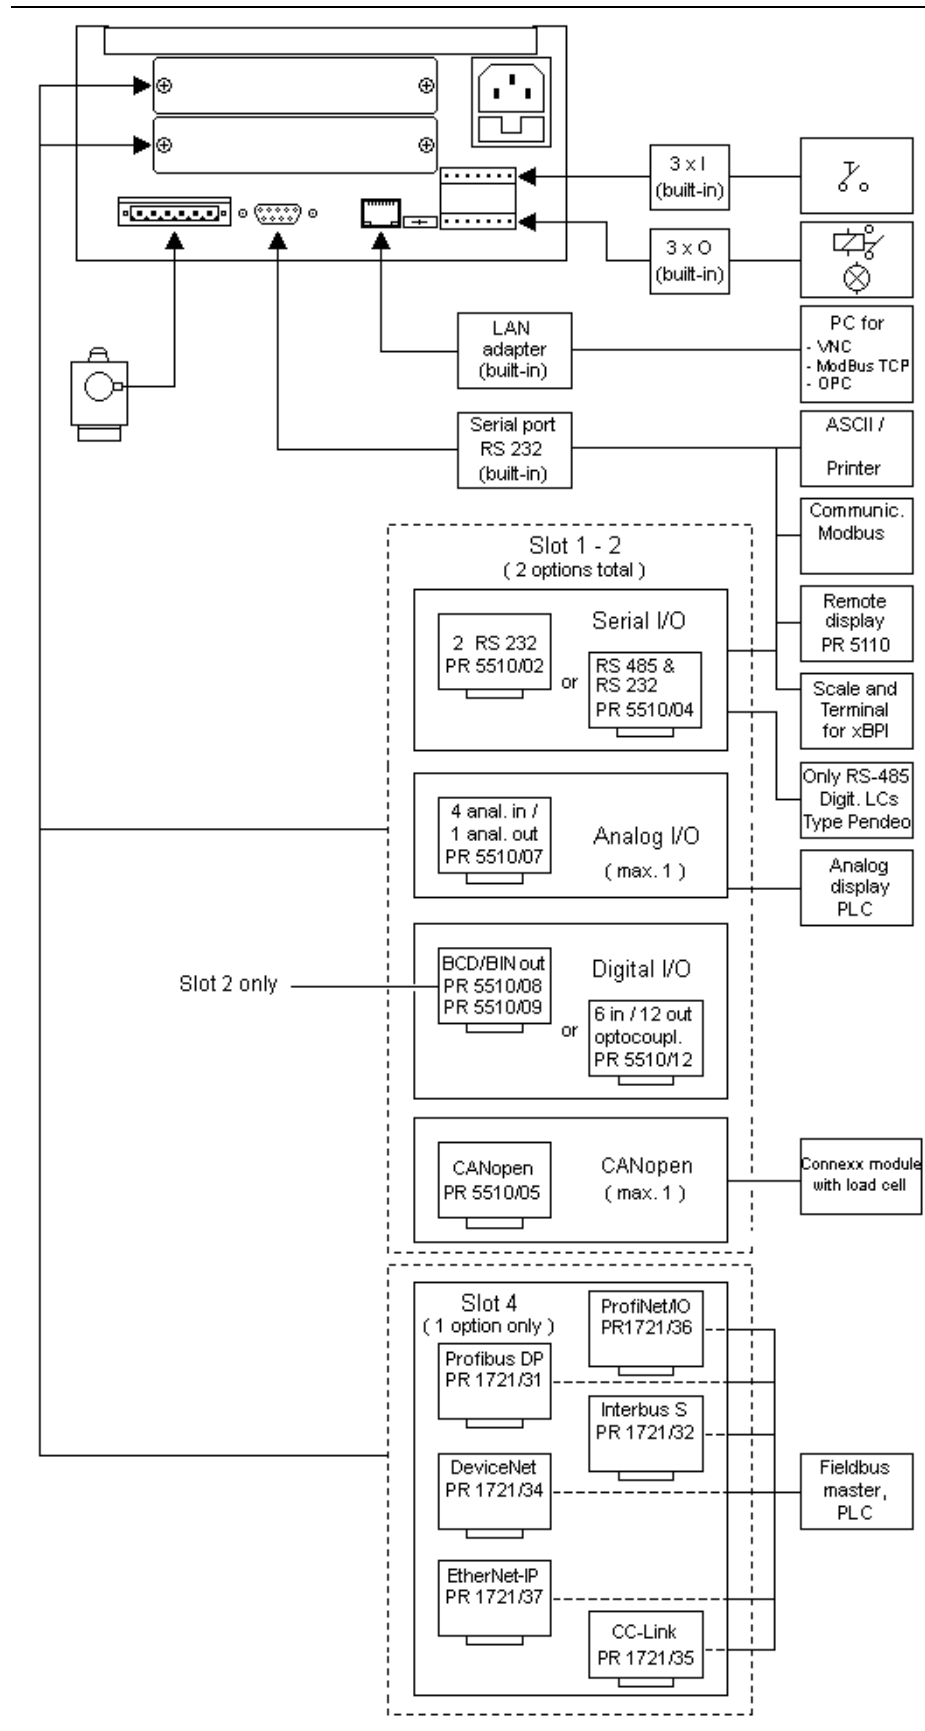 3 x I
(built-in)
3 x O
(built-in)
LAN
adapter
(built-in)
PC for
- VNC
- ModBus TCP
- OPC
Serial port
RS 232
(built-in)
ASCII /
Printer
Communic.
Modbus
Slot 1 - 2
( 2 options total )
Serial I/O
2 RS 232
PR 5510/02
or
RS 485 &
RS 232
PR 5510/04
Remote
display
PR 5110
Scale and
Terminal
for xBPI
Only RS-485
Digit. LCs
Type Pendeo
4 anal. in /
1 anal. out
PR 5510/07
Analog I/O
( max. 1 )
Analog
display
PLC
Slot 2 only
BCD/BIN out
PR 5510/08
PR 5510/09
Digital I/O
or
6 in / 12 out
optocoupl.
PR 5510/12
CANopen
PR 5510/05
CANopen
( max. 1 )
Connexx module
with load cell
Slot 4
( 1 option only )
ProfiNet/IO
PR1721/36
Profibus DP
PR 1721/31
Interbus S
PR 1721/32
DeviceNet
PR 1721/34
Fieldbus
master,
PLC
EtherNet-IP
PR 1721/37
CC-Link
PR 1721/35